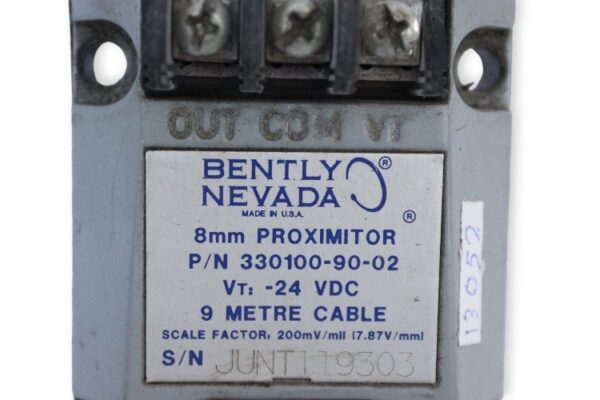 OUT COM VT
BENTLY ®
NEVADA
MADE IN U.S.A. ®
8mm PROXIMITOR
P/N 330100-90-02
VT: -24 VDC
9 METRE CABLE
SCALE FACTOR: 200mV/mil [7.87V/mm]
S/N JUNT119303
13052